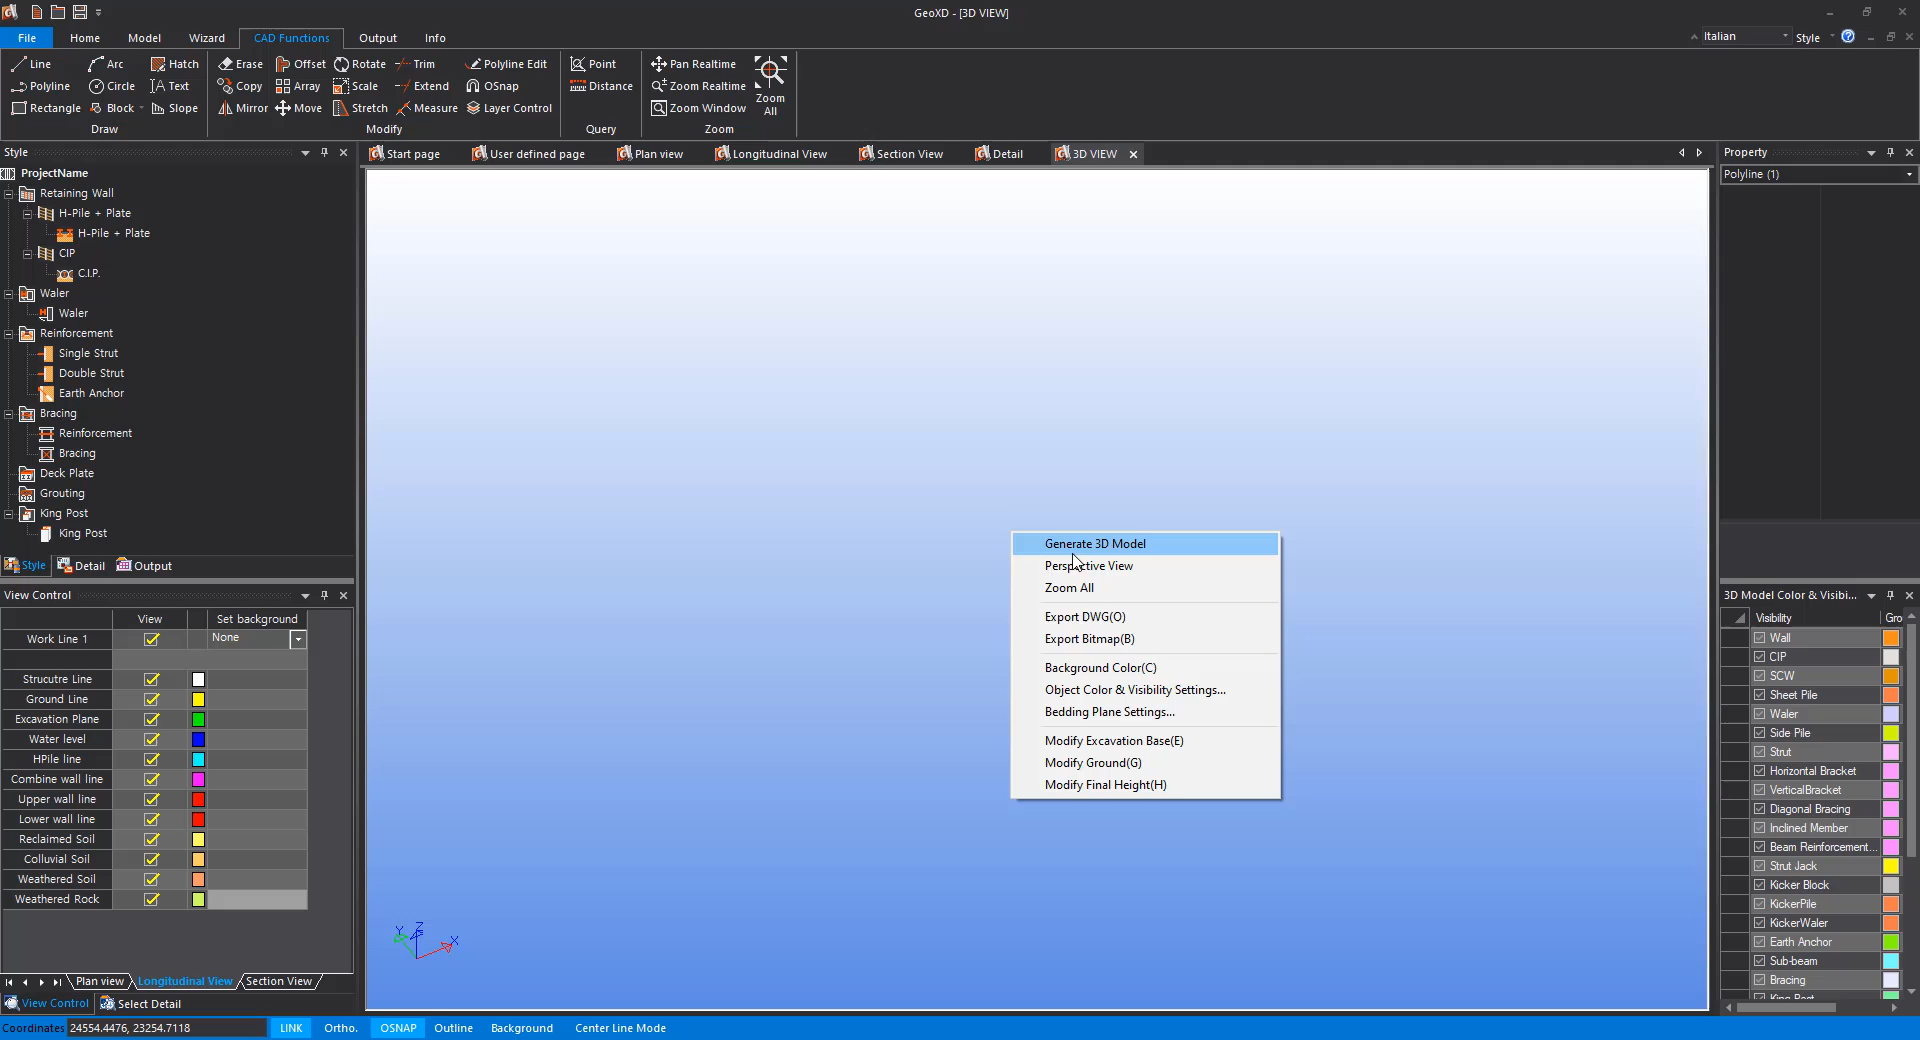 GeoXD - [3D VIEW]
File Home Model Wizard CAD Functions Output Info Italian Style
Line Arc Hatch Erase Offset Rotate Trim Polyline Edit Point Pan Realtime
Polyline Circle Text Copy Array Scale Extend OSnap Distance Zoom Realtime Zoom All
Rectangle Block Slope Mirror Move Stretch Measure Layer Control Zoom Window
Draw Modify Query Zoom
Style
Start page User defined page Plan view Longitudinal View Section View Detail 3D VIEW
ProjectName
Retaining Wall
H-Pile + Plate
H-Pile + Plate
CIP
C.I.P.
Waler
Waler
Reinforcement
Single Strut
Double Strut
Earth Anchor
Bracing
Reinforcement
Bracing
Deck Plate
Grouting
King Post
King Post
Style Detail Output
View Control
View Set background
Work Line 1 None
Strucutre Line
Ground Line
Excavation Plane
Water level
HPile line
Combine wall line
Upper wall line
Lower wall line
Reclaimed Soil
Colluvial Soil
Weathered Soil
Weathered Rock
Plan view Longitudinal View Section View
View Control Select Detail
Y Z X
Generate 3D Model
Perspective View
Zoom All
Export DWG(O)
Export Bitmap(B)
Background Color(C)
Object Color & Visibility Settings...
Bedding Plane Settings...
Modify Excavation Base(E)
Modify Ground(G)
Modify Final Height(H)
Property
Polyline (1)
3D Model Color & Visibi...
Visibility Gro
Wall
CIP
SCW
Sheet Pile
Waler
Side Pile
Strut
Horizontal Bracket
VerticalBracket
Diagonal Bracing
Inclined Member
Beam Reinforcement...
Strut Jack
Kicker Block
KickerPile
KickerWaler
Earth Anchor
Sub-beam
Bracing
King Post
Coordinates 24554.4476, 23254.7118 LINK Ortho. OSNAP Outline Background Center Line Mode